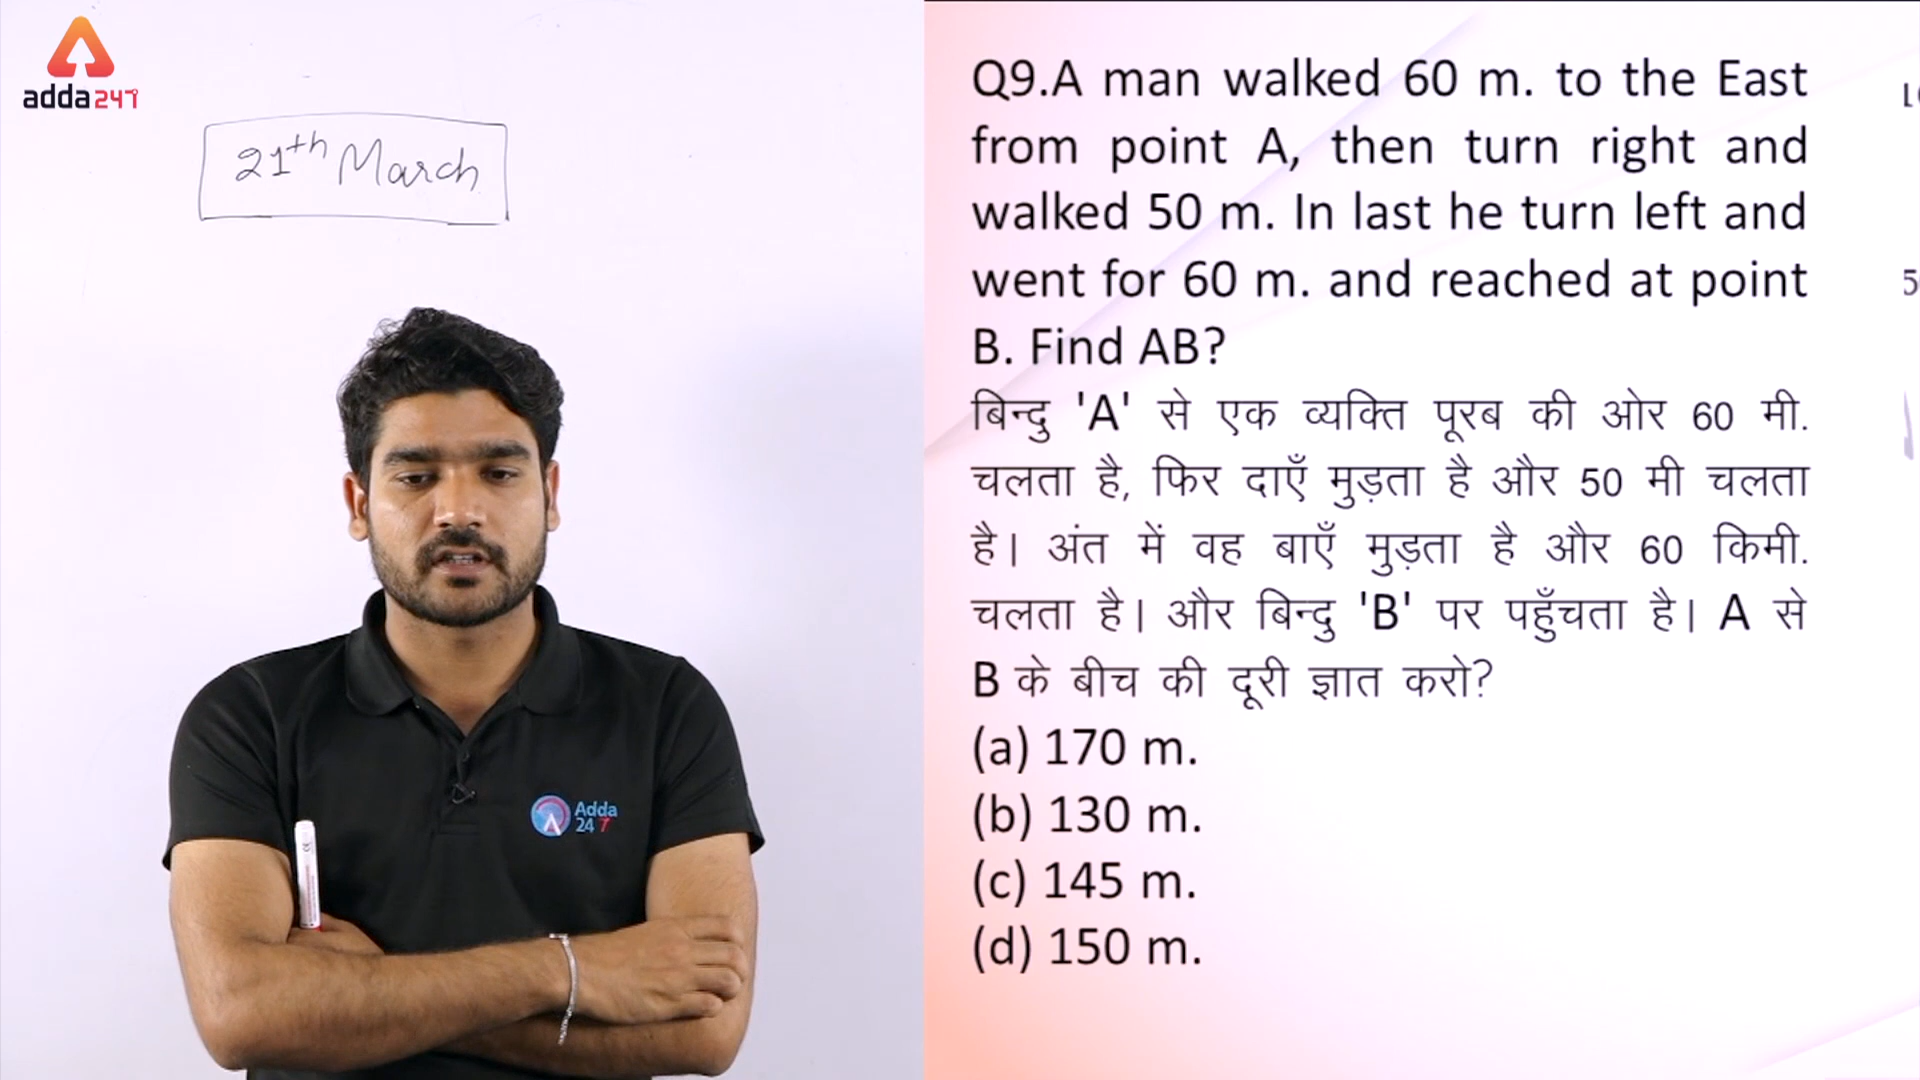 adda247
21th March
Adda
247
Q9.A man walked 60 m. to the East
from point A, then turn right and
walked 50 m. In last he turn left and
went for 60 m. and reached at point
B. Find AB?
बिन्दु 'A' से एक व्यक्ति पूरब की ओर 60 मी.
चलता है, फिर दाएँ मुड़ता है और 50 मी चलता
है। अंत में वह बाएँ मुड़ता है और 60 किमी.
चलता है। और बिन्दु 'B' पर पहुँचता है। A से
B के बीच की दूरी ज्ञात करो?
(a) 170 m.
(b) 130 m.
(c) 145 m.
(d) 150 m.